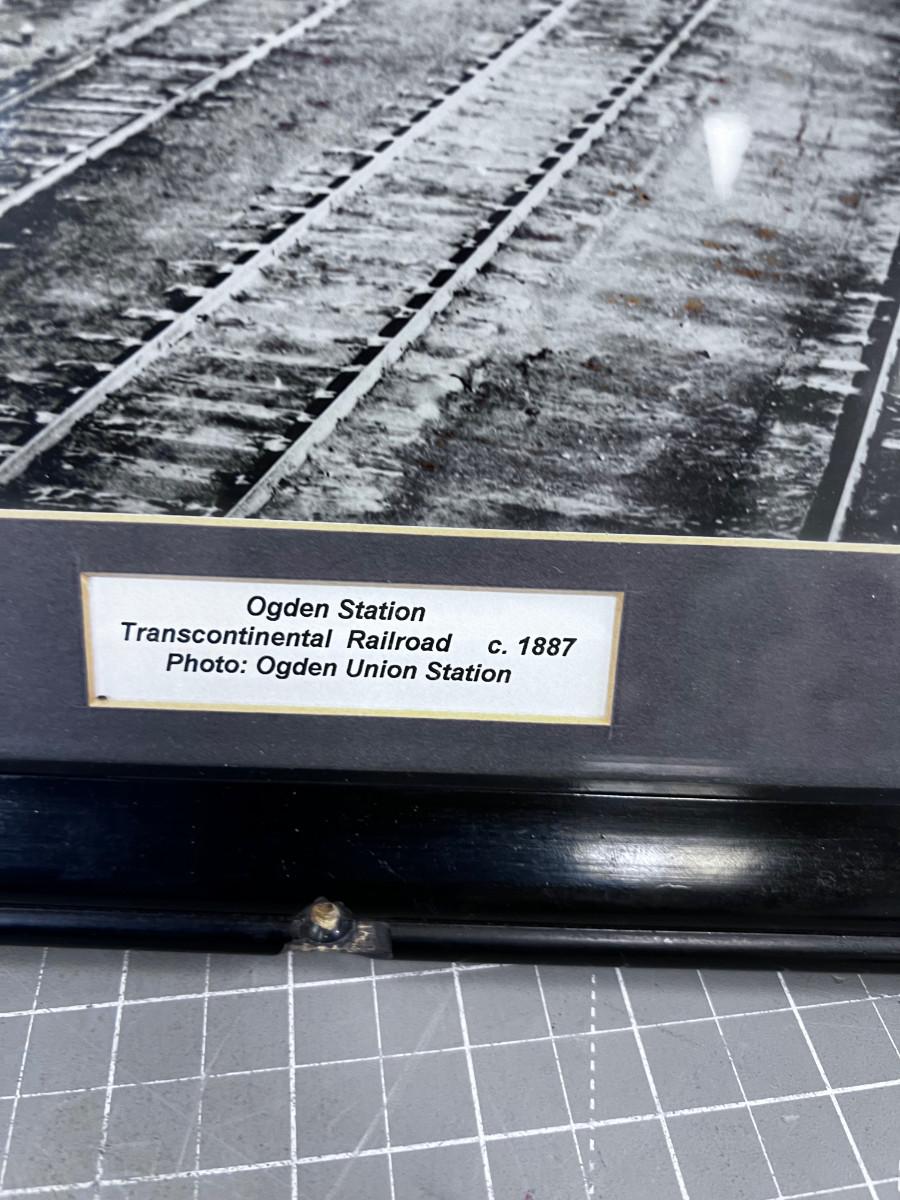 Ogden Station
Transcontinental Railroad c. 1887
Photo: Ogden Union Station